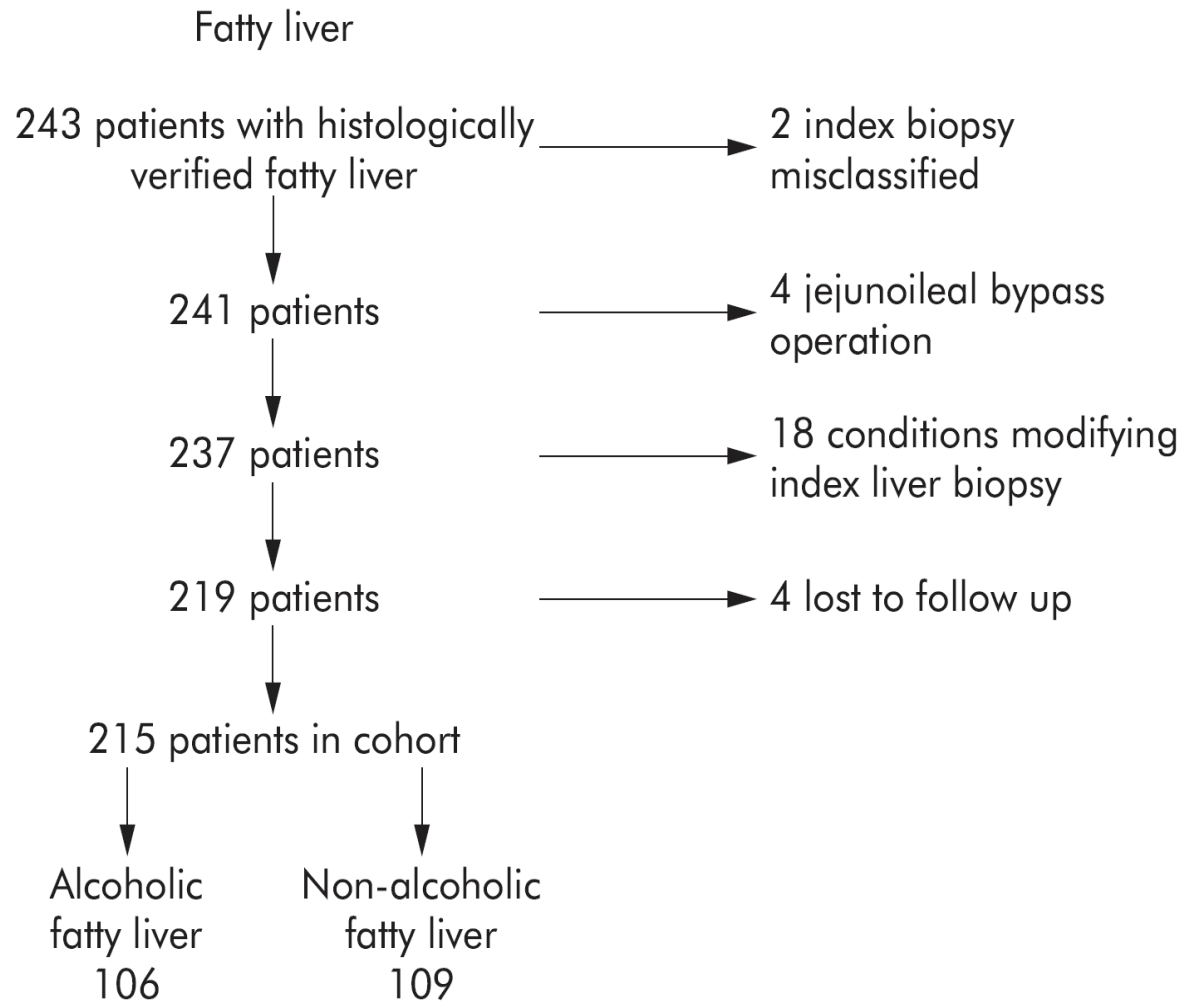 Fatty liver
243 patients with histologically
verified fatty liver
2 index biopsy
misclassified
241 patients
4 jejunoileal bypass
operation
237 patients
18 conditions modifying
index liver biopsy
219 patients
4 lost to follow up
215 patients in cohort
Alcoholic
fatty liver
106
Non-alcoholic
fatty liver
109